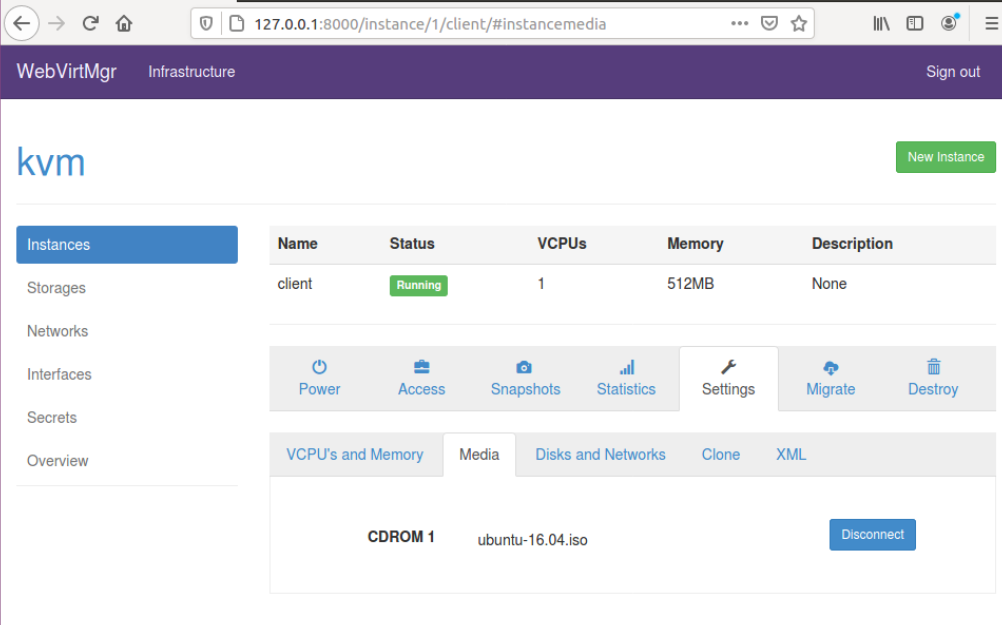 127.0.0.1:8000/instance/1/client/#instancemedia
WebVirtMgr Infrastructure Sign out
kvm New Instance
Instances
Storages
Networks
Interfaces
Secrets
Overview
Name Status VCPUs Memory Description
client Running 1 512MB None
Power Access Snapshots Statistics Settings Migrate Destroy
VCPU's and Memory Media Disks and Networks Clone XML
CDROM 1 ubuntu-16.04.iso Disconnect